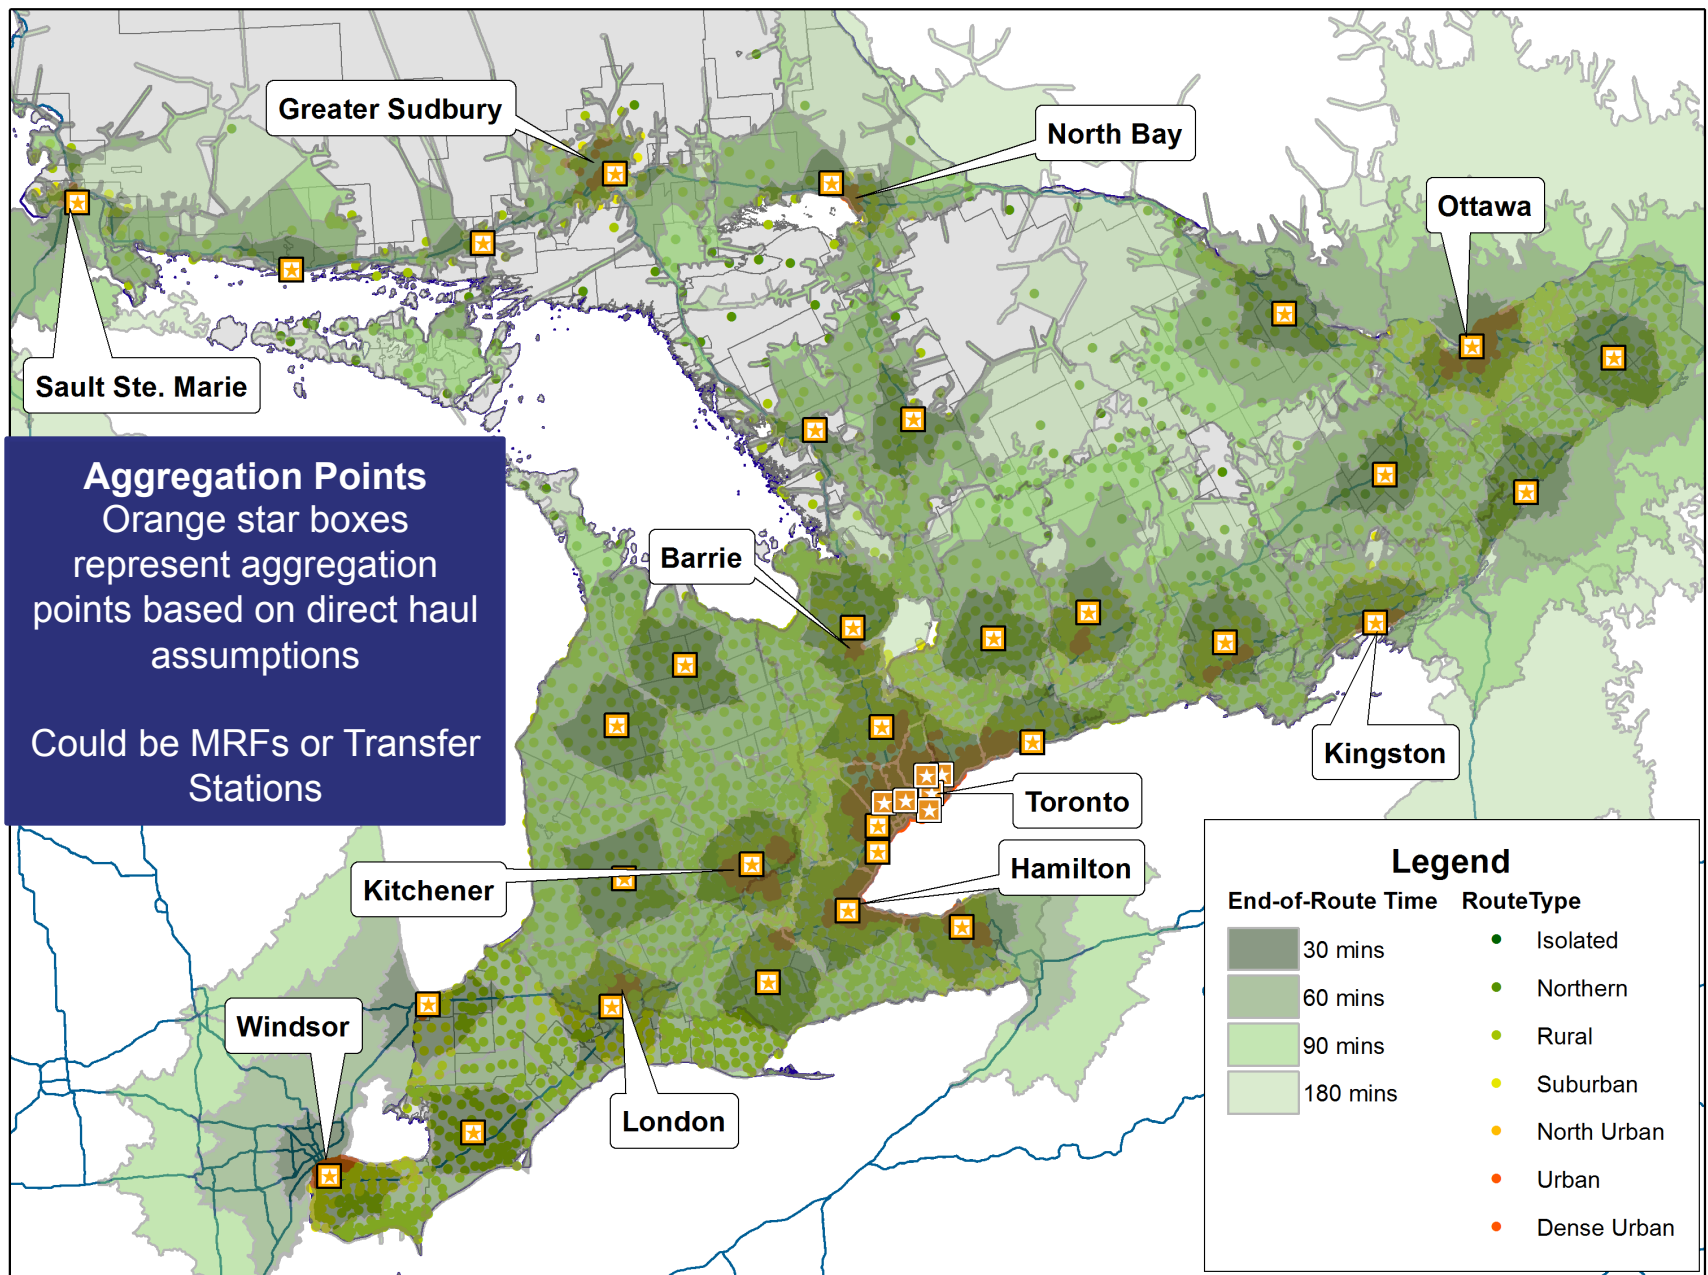 Greater Sudbury
North Bay
Ottawa
Sault Ste. Marie
Aggregation Points
Orange star boxes
represent aggregation
points based on direct haul
assumptions
Could be MRFs or Transfer
Stations
Barrie
Kingston
Toronto
Hamilton
Kitchener
Windsor
London
Legend
End-of-Route Time
30 mins
60 mins
90 mins
180 mins
RouteType
Isolated
Northern
Rural
Suburban
North Urban
Urban
Dense Urban